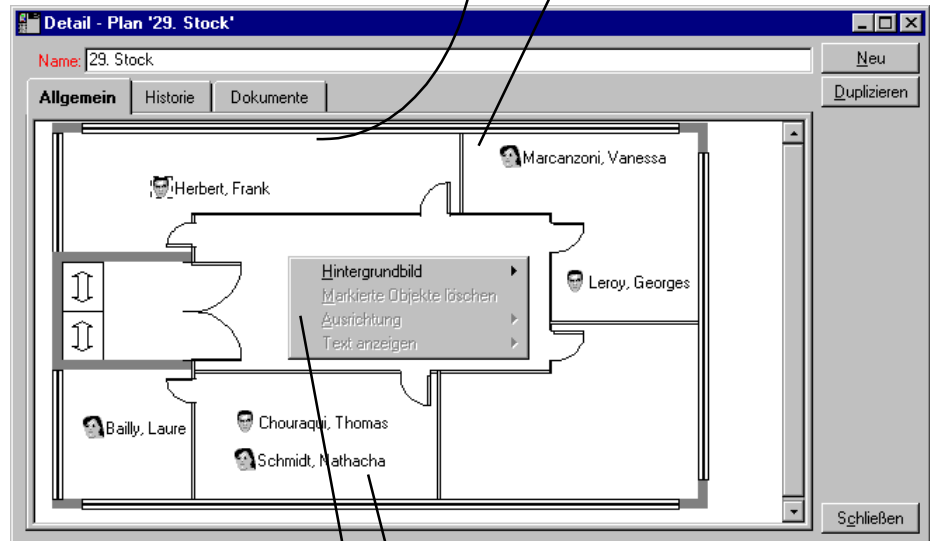 Detail - Plan '29. Stock'
Name: 29. Stock
Neu
Duplizieren
Allgemein Historie Dokumente
Marcanzoni, Vanessa
Herbert, Frank
Hintergrundbild
Markierte Objekte löschen
Ausrichtung
Text anzeigen
Leroy, Georges
Bailly, Laure
Chouraqui, Thomas
Schmidt, Nathacha
Schließen